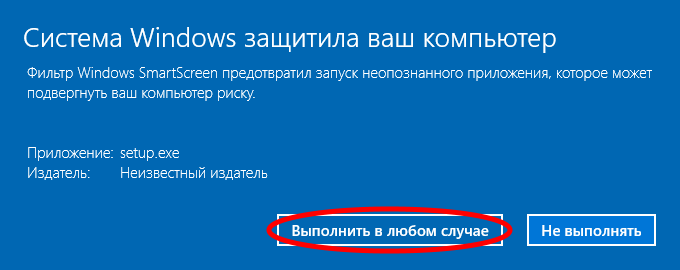 Система Windows защитила ваш компьютер
Фильтр Windows SmartScreen предотвратил запуск неопознанного приложения, которое может
подвергнуть ваш компьютер риску.
Приложение: setup.exe
Издатель: Неизвестный издатель
Выполнить в любом случае Не выполнять